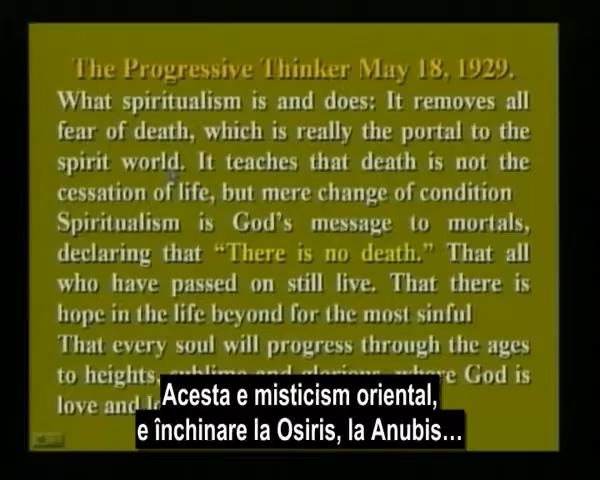 The Progressive Thinker May 18, 1929.
What spiritualism is and does: It removes all
fear of death, which is really the portal to the
spirit world. It teaches that death is not the
cessation of life, but mere change of condition
Spiritualism is God's message to mortals,
declaring that “There is no death.” That all
who have passed on still live. That there is
hope in the life beyond for the most sinful
That every soul will progress through the ages
to heights, sublime and glorious, where God is
love and
Acesta e misticism oriental,
e închinare la Osiris, la Anubis...